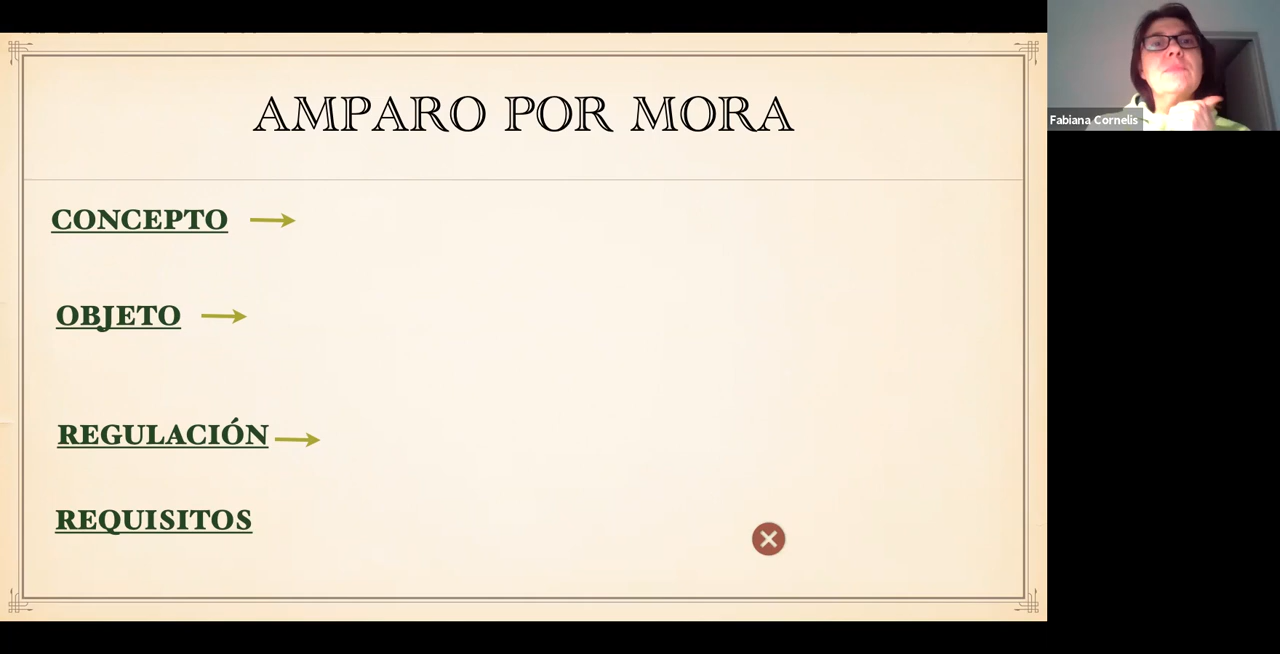 AMPARO POR MORA
CONCEPTO
OBJETO
REGULACIÓN
REQUISITOS
Fabiana Cornelis